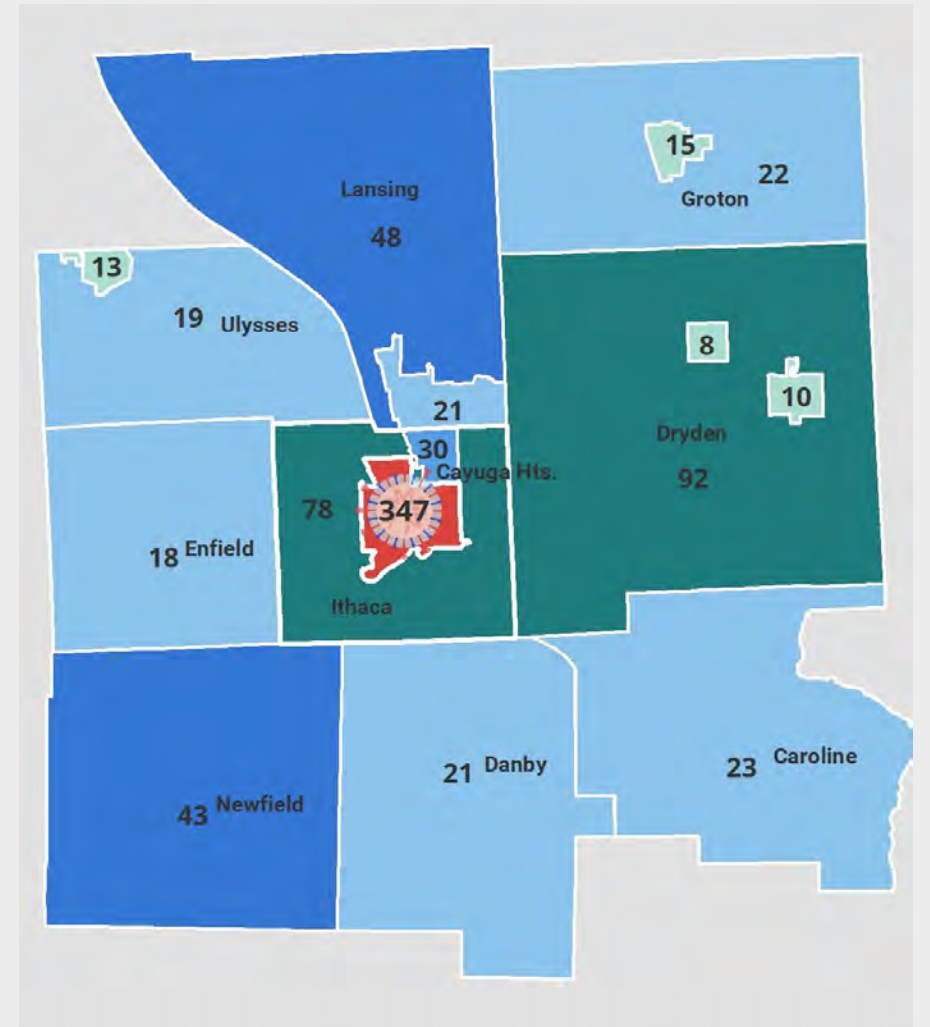 15
22
Groton
Lansing
48
13
19 Ulysses
8
10
21
Dryden
30
Cayuga Hts.
92
78
347
18 Enfield
Ithaca
21 Danby
23 Caroline
43 Newfield